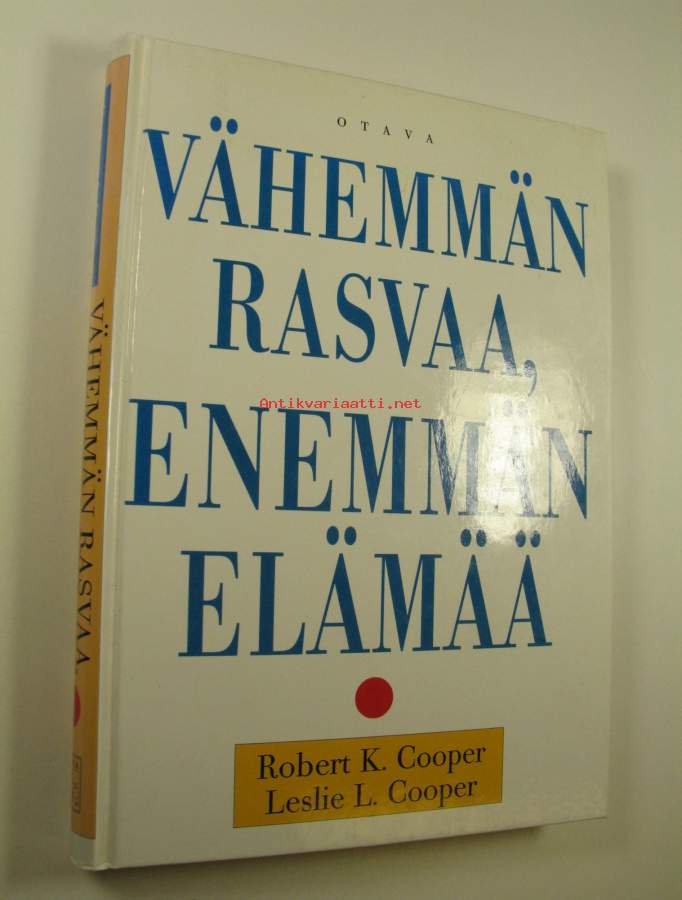 OTAVA
VÄHEMMÄN
RASVAA,
ENEMMÄN
ELÄMÄÄ
Robert K. Cooper
Leslie L. Cooper
VÄHEMMÄN RASVAA,
Antikvariaatti.net